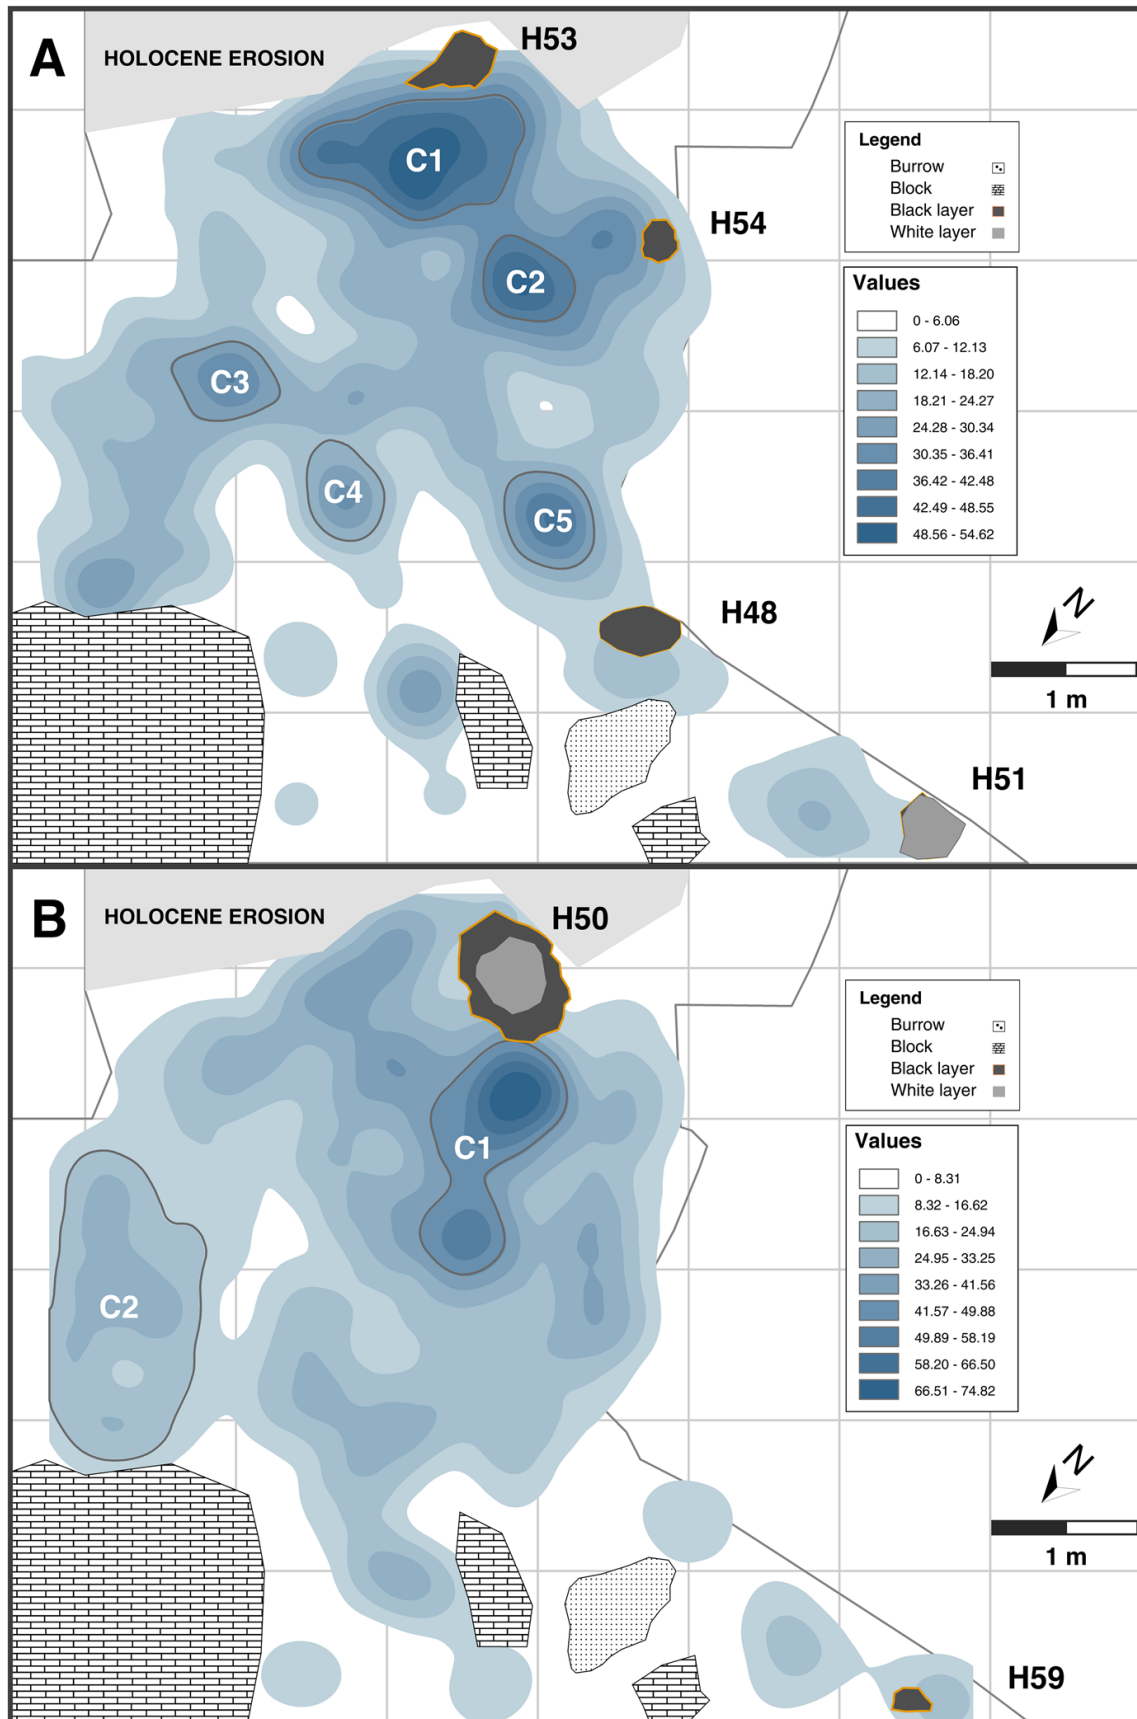 A
HOLOCENE EROSION
H53
C1
Legend
Burrow
Block
Black layer
White layer
H54
C2
Values
0 - 6.06
6.07 - 12.13
12.14 - 18.20
18.21 - 24.27
24.28 - 30.34
30.35 - 36.41
36.42 - 42.48
42.49 - 48.55
48.56 - 54.62
C3
C4
C5
H48
N
1 m
H51
B
HOLOCENE EROSION
H50
Legend
Burrow
Block
Black layer
White layer
C1
Values
0 - 8.31
8.32 - 16.62
16.63 - 24.94
24.95 - 33.25
33.26 - 41.56
41.57 - 49.88
49.89 - 58.19
58.20 - 66.50
66.51 - 74.82
C2
N
1 m
H59